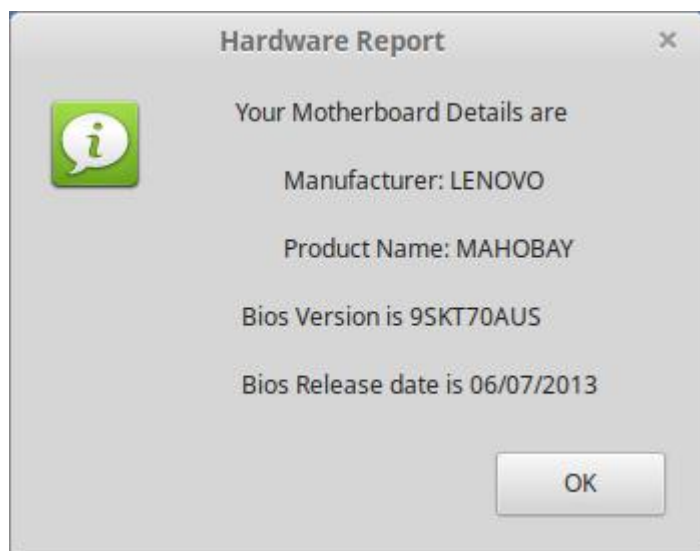 Hardware Report
Your Motherboard Details are
Manufacturer: LENOVO
Product Name: MAHOBAY
Bios Version is 9SKT70AUS
Bios Release date is 06/07/2013
OK